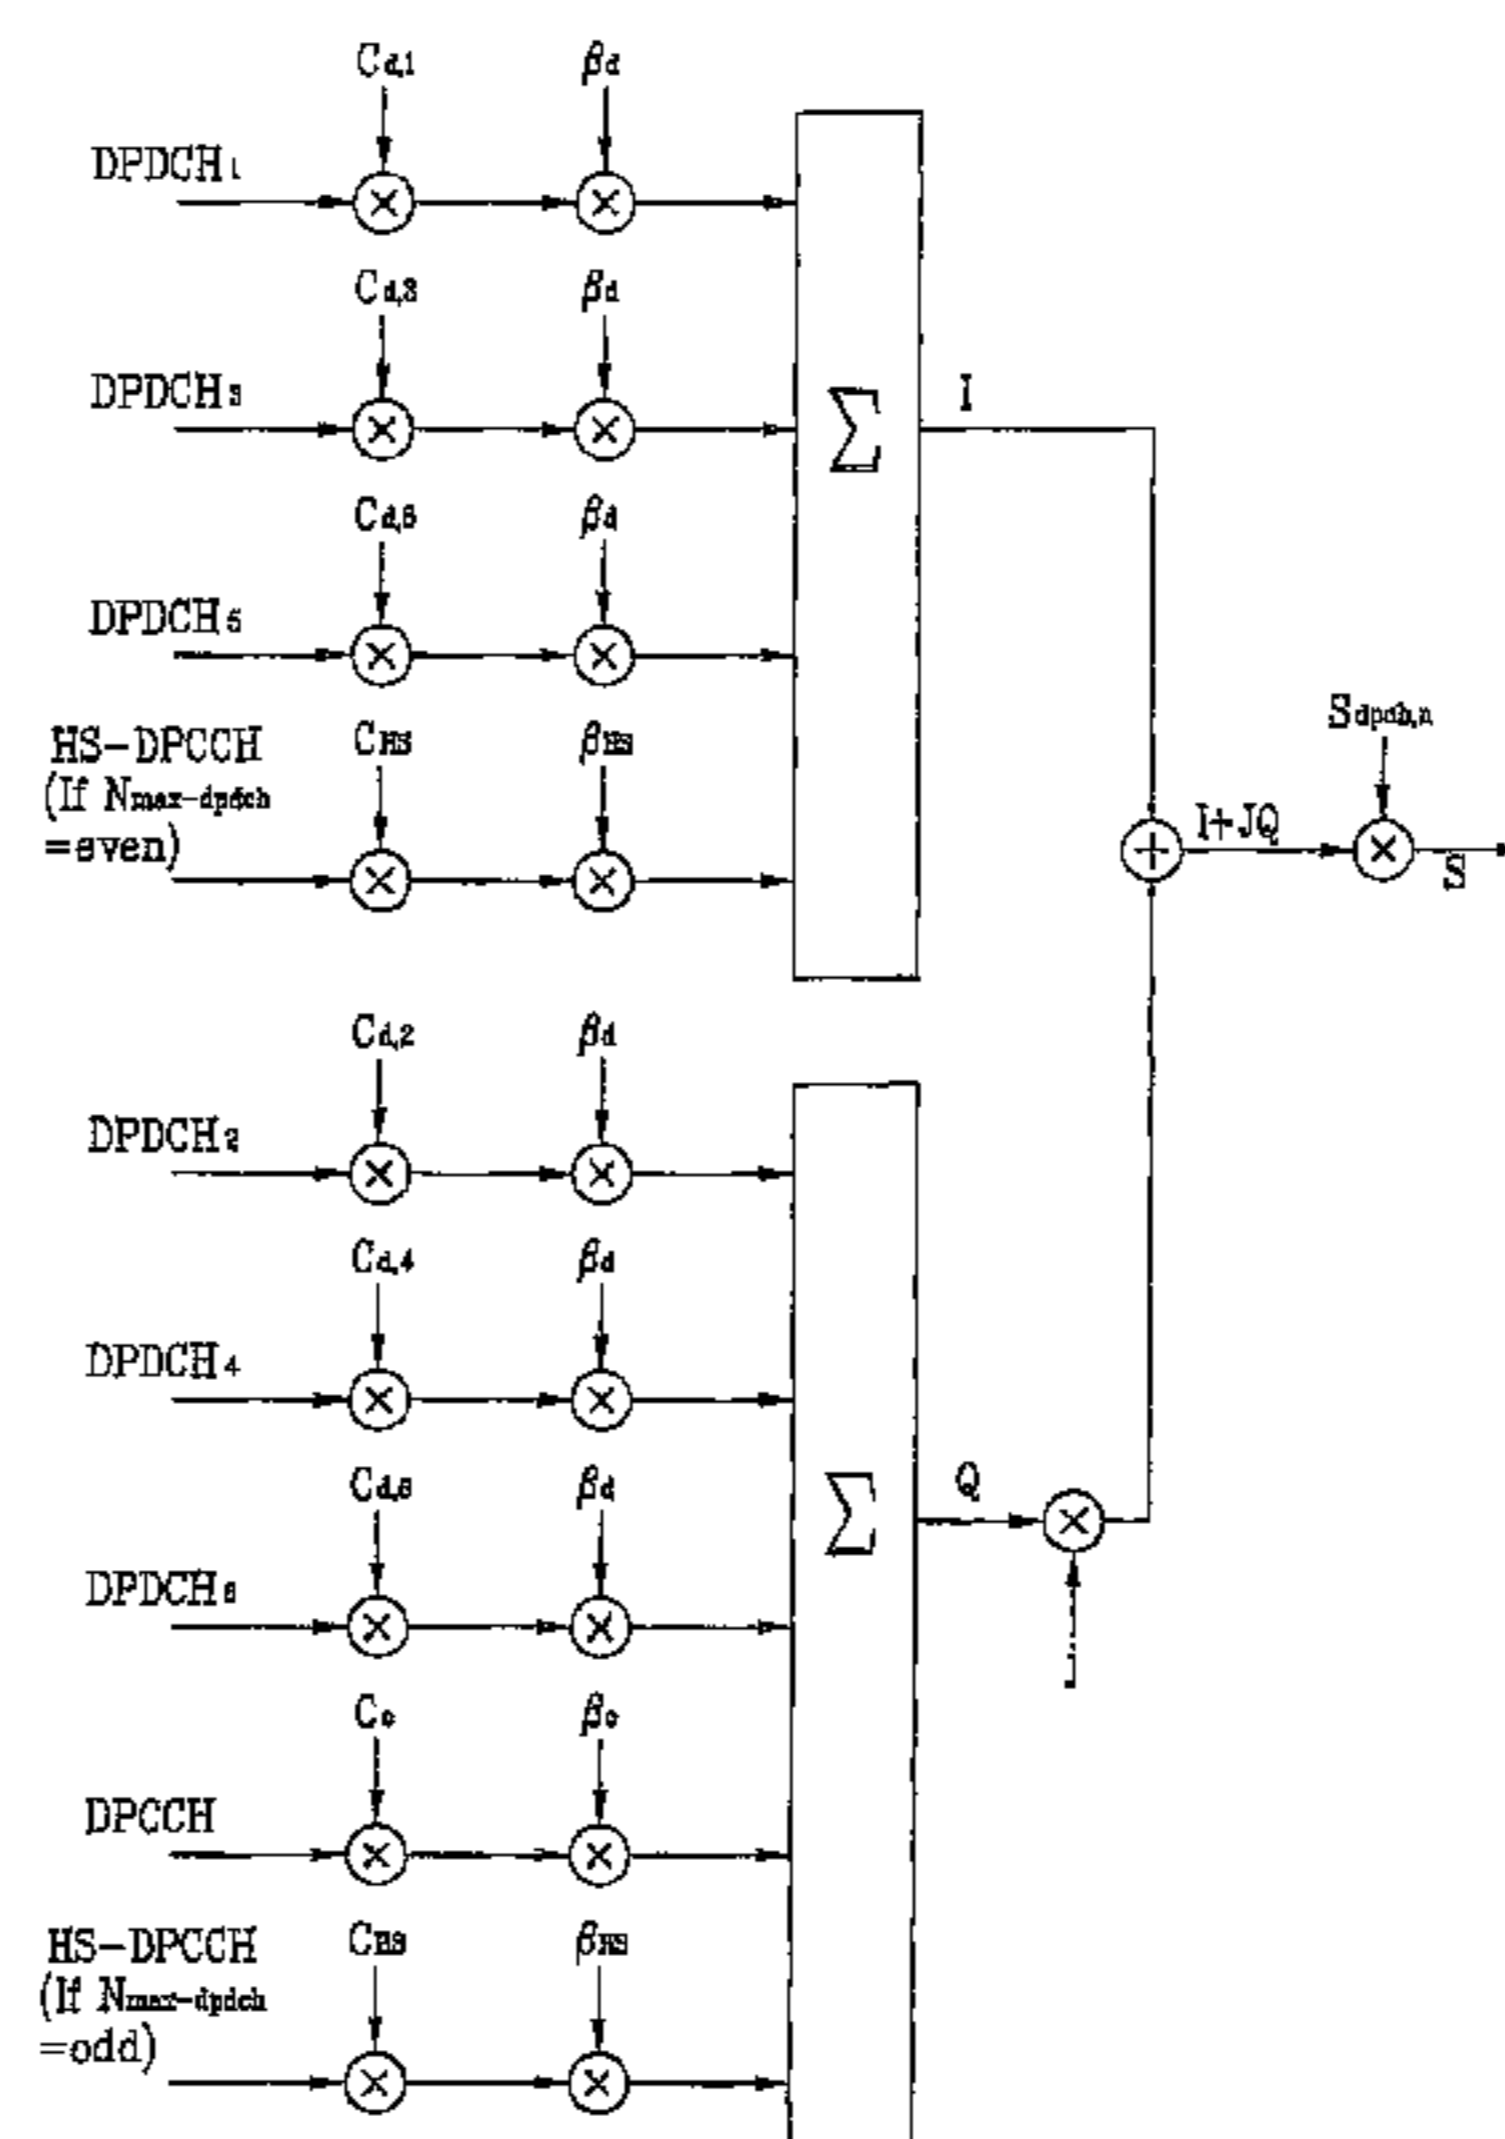 Cd,1 βd
DPDCH1
Cd,3 βd
DPDCH3
∑ I
Cd,5 βd
DPDCH5
HS-DPCCH CHS βHS
(If Nmax-dpdch
=even)
Sdpch,n
I+JQ
S
Cd,2 βd
DPDCH2
Cd,4 βd
DPDCH4
Cd,6 βd
∑ Q
DPDCH6
Cc βc
DPCCH
HS-DPCCH CHS βHS
(If Nmax-dpdch
=odd)